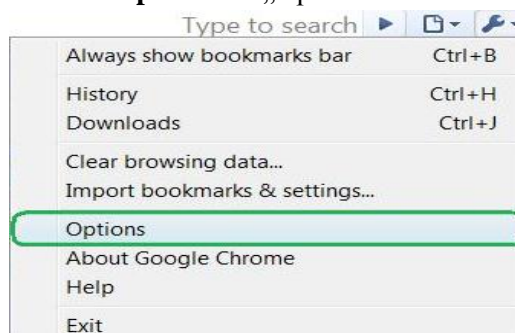 Type to search
Always show bookmarks bar Ctrl+B
History Ctrl+H
Downloads Ctrl+J
Clear browsing data...
Import bookmarks & settings...
Options
About Google Chrome
Help
Exit